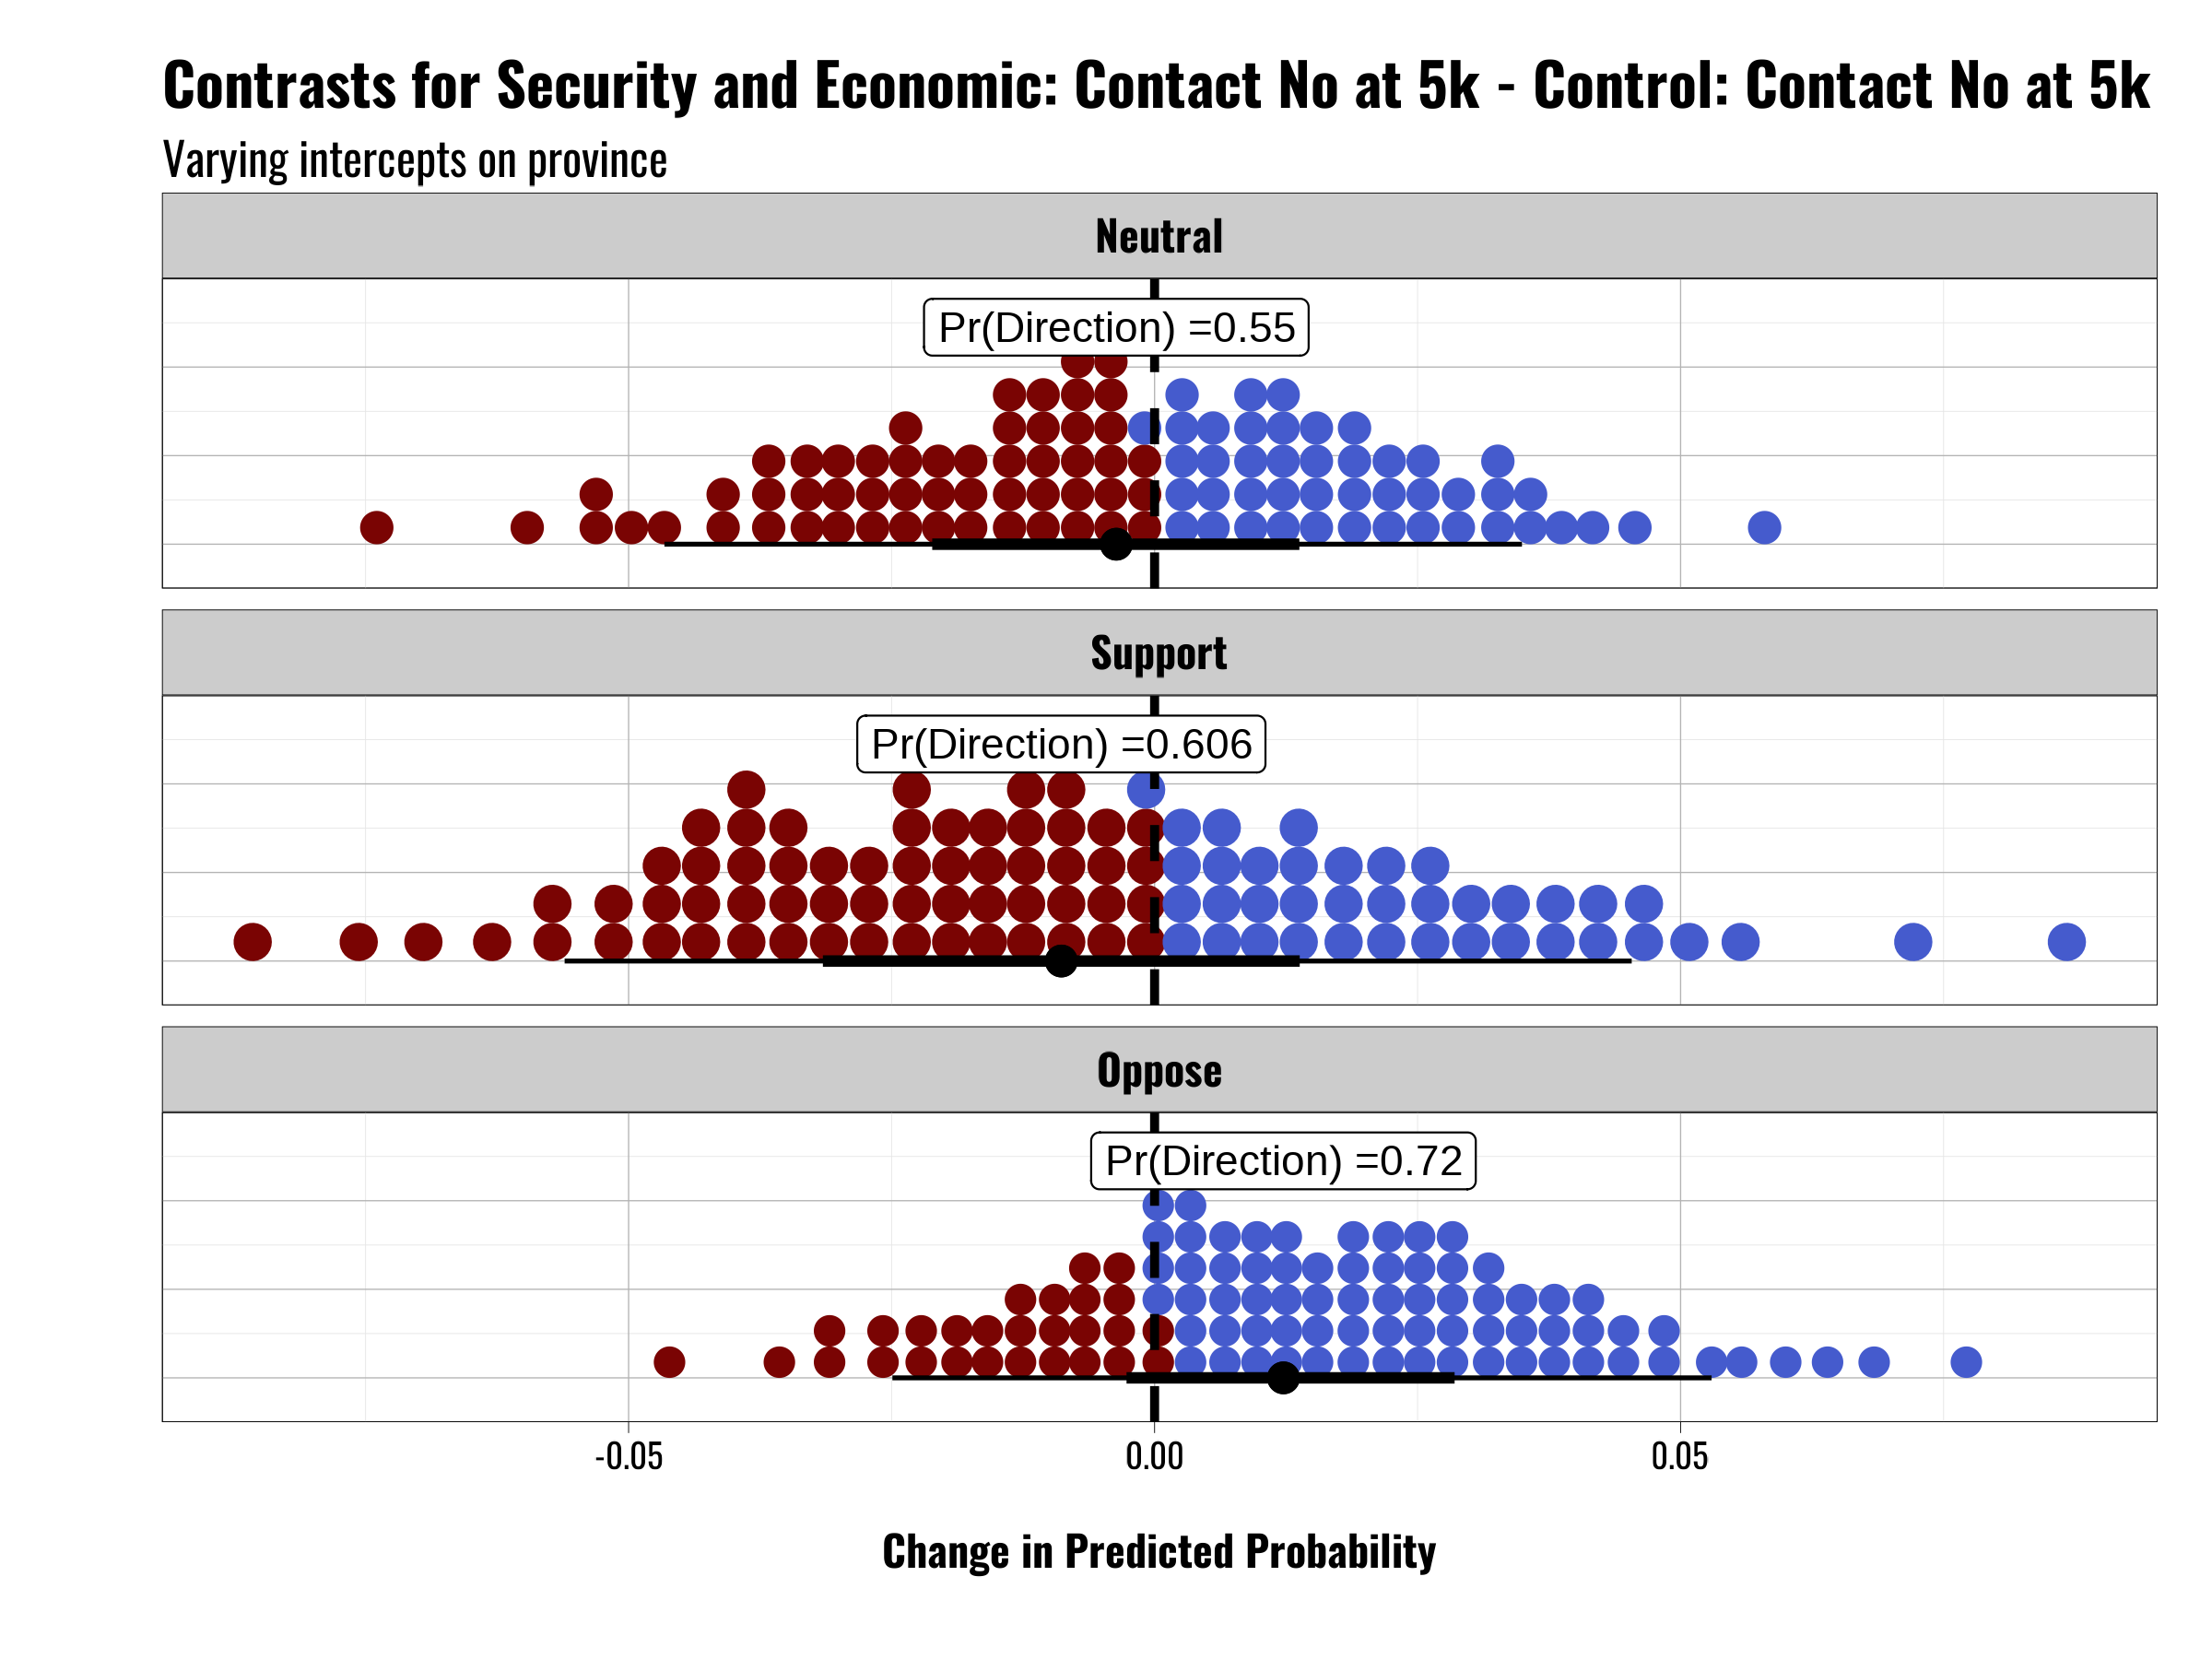 Contrasts for Security and Economic: Contact No at 5k - Control: Contact No at 5k
Varying intercepts on province
Neutral
Pr(Direction) =0.55
Support
Pr(Direction) =0.606
Oppose
Pr(Direction) =0.72
-0.05 0.00 0.05
Change in Predicted Probability